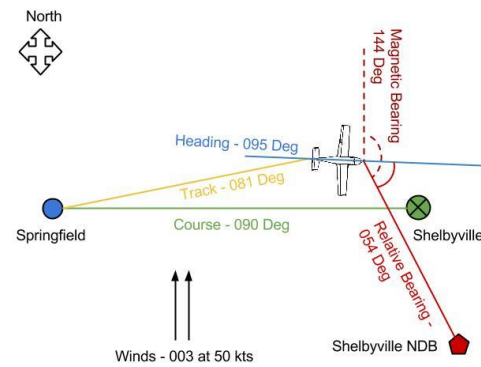 North
Magnetic Bearing
144 Deg
Heading - 095 Deg
Track - 081 Deg
Course - 090 Deg
Springfield
Shelbyville
Relative Bearing -
054 Deg
Winds - 003 at 50 kts
Shelbyville NDB